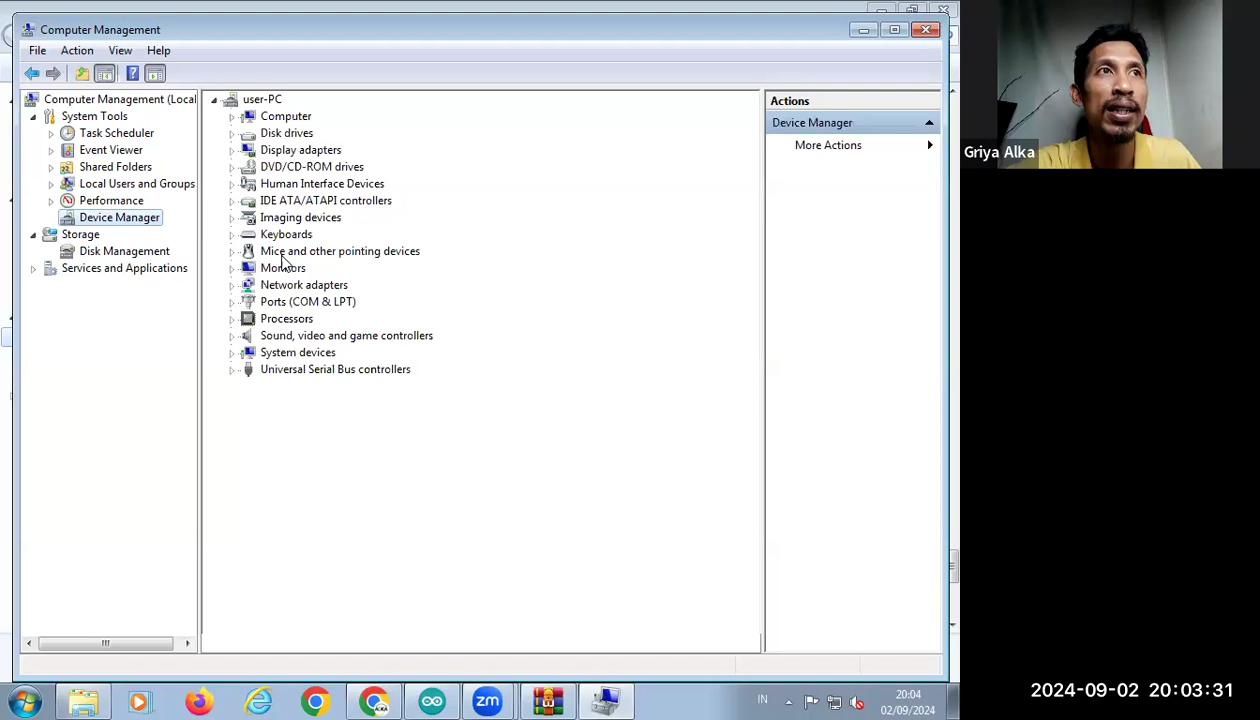 Computer Management
File Action View Help
Computer Management (Local
System Tools
Task Scheduler
Event Viewer
Shared Folders
Local Users and Groups
Performance
Device Manager
Storage
Disk Management
Services and Applications
user-PC
Computer
Disk drives
Display adapters
DVD/CD-ROM drives
Human Interface Devices
IDE ATA/ATAPI controllers
Imaging devices
Keyboards
Mice and other pointing devices
Monitors
Network adapters
Ports (COM & LPT)
Processors
Sound, video and game controllers
System devices
Universal Serial Bus controllers
Actions
Device Manager
More Actions
Griya Alka
zm
IN
20:04
02/09/2024
2024-09-02 20:03:31